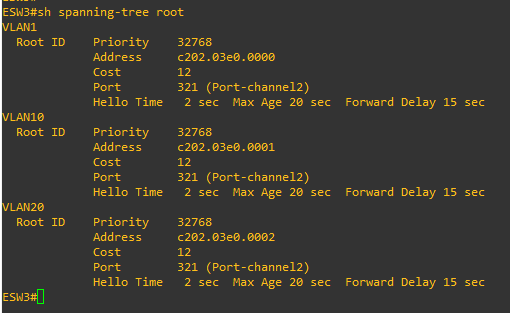 ESW3#sh spanning-tree root
VLAN1
  Root ID    Priority    32768
             Address     c202.03e0.0000
             Cost        12
             Port        321 (Port-channel2)
             Hello Time   2 sec  Max Age 20 sec  Forward Delay 15 sec
VLAN10
  Root ID    Priority    32768
             Address     c202.03e0.0001
             Cost        12
             Port        321 (Port-channel2)
             Hello Time   2 sec  Max Age 20 sec  Forward Delay 15 sec
VLAN20
  Root ID    Priority    32768
             Address     c202.03e0.0002
             Cost        12
             Port        321 (Port-channel2)
             Hello Time   2 sec  Max Age 20 sec  Forward Delay 15 sec
ESW3#